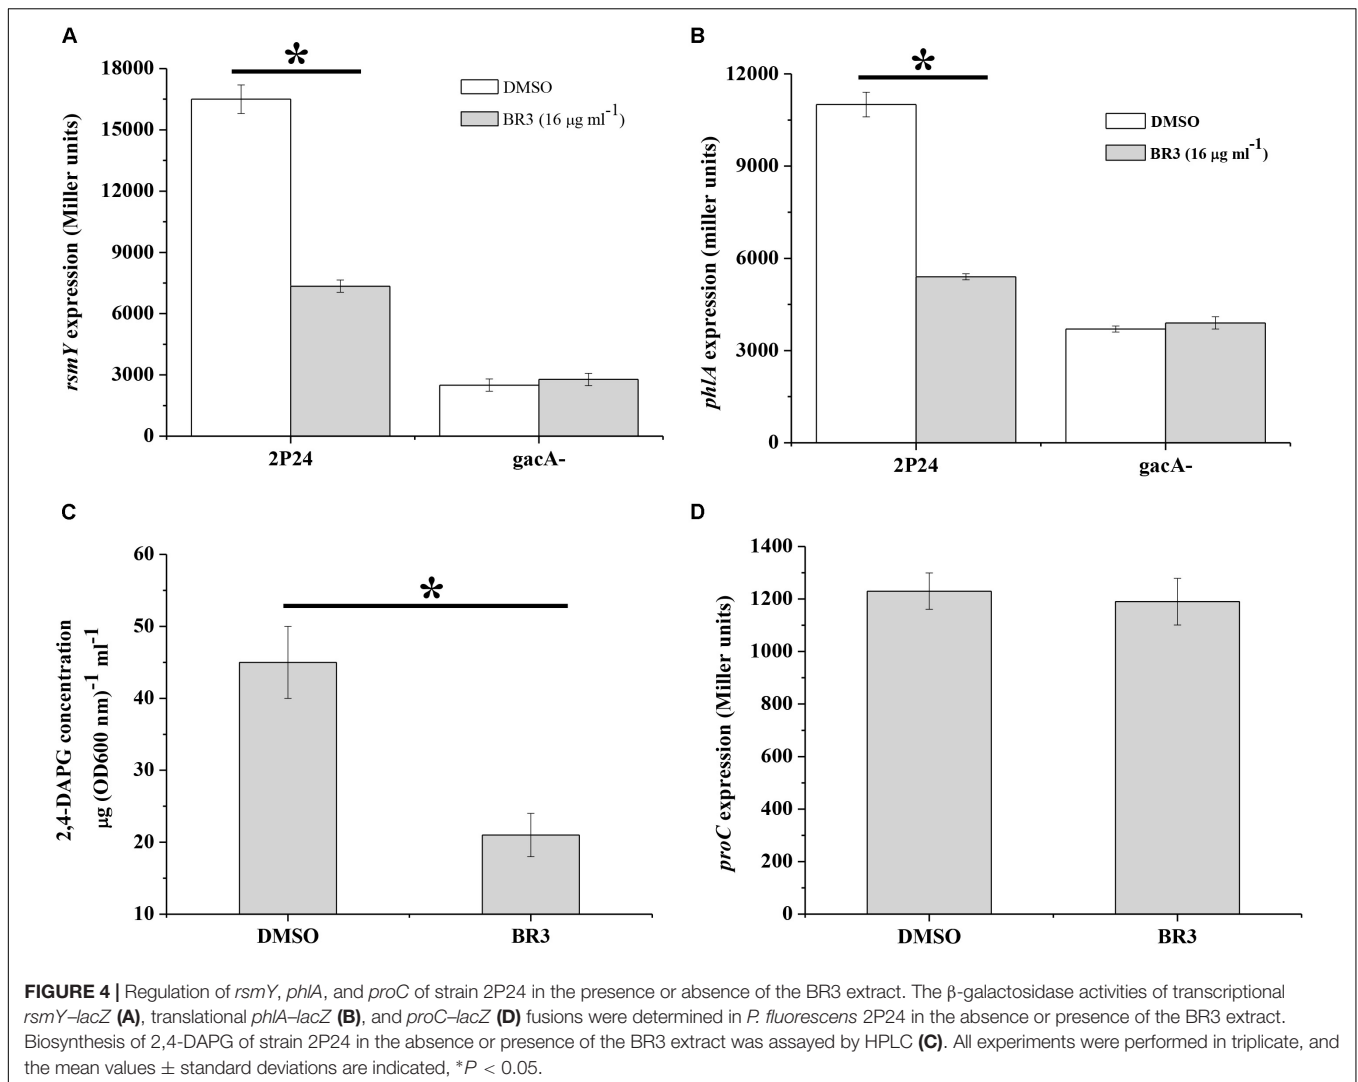 A
*
18000
15000
12000
9000
6000
3000
0
rsmY expression (Miller units)
DMSO
BR3 (16 μg ml-1)
2P24
gacA-
B
*
12000
9000
6000
3000
0
phlA expression (miller units)
DMSO
BR3 (16 μg ml-1)
2P24
gacA-
C
*
60
50
40
30
20
10
2,4-DAPG concentration
μg (OD600 nm)-1 ml-1
DMSO
BR3
D
1400
1200
1000
800
600
400
200
0
proC expression (Miller units)
DMSO
BR3
FIGURE 4 | Regulation of rsmY, phlA, and proC of strain 2P24 in the presence or absence of the BR3 extract. The β-galactosidase activities of transcriptional
rsmY–lacZ (A), translational phlA–lacZ (B), and proC–lacZ (D) fusions were determined in P. fluorescens 2P24 in the absence or presence of the BR3 extract.
Biosynthesis of 2,4-DAPG of strain 2P24 in the absence or presence of the BR3 extract was assayed by HPLC (C). All experiments were performed in triplicate, and
the mean values ± standard deviations are indicated, *P < 0.05.